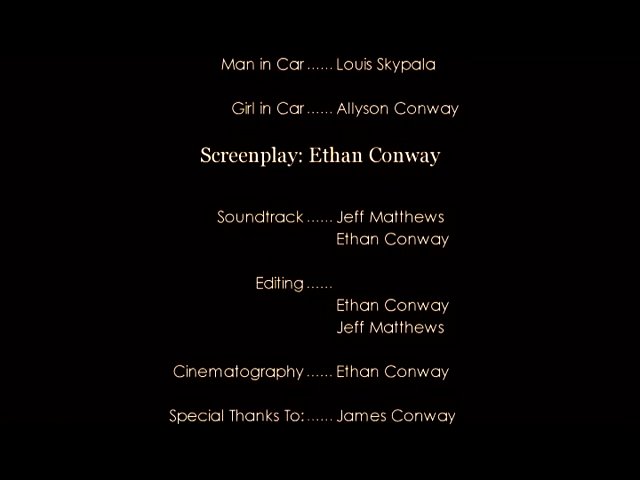 Man in Car ...... Louis Skypala
Girl in Car ...... Allyson Conway
Screenplay: Ethan Conway
Soundtrack ...... Jeff Matthews
Ethan Conway
Editing ......
Ethan Conway
Jeff Matthews
Cinematography ...... Ethan Conway
Special Thanks To: ...... James Conway